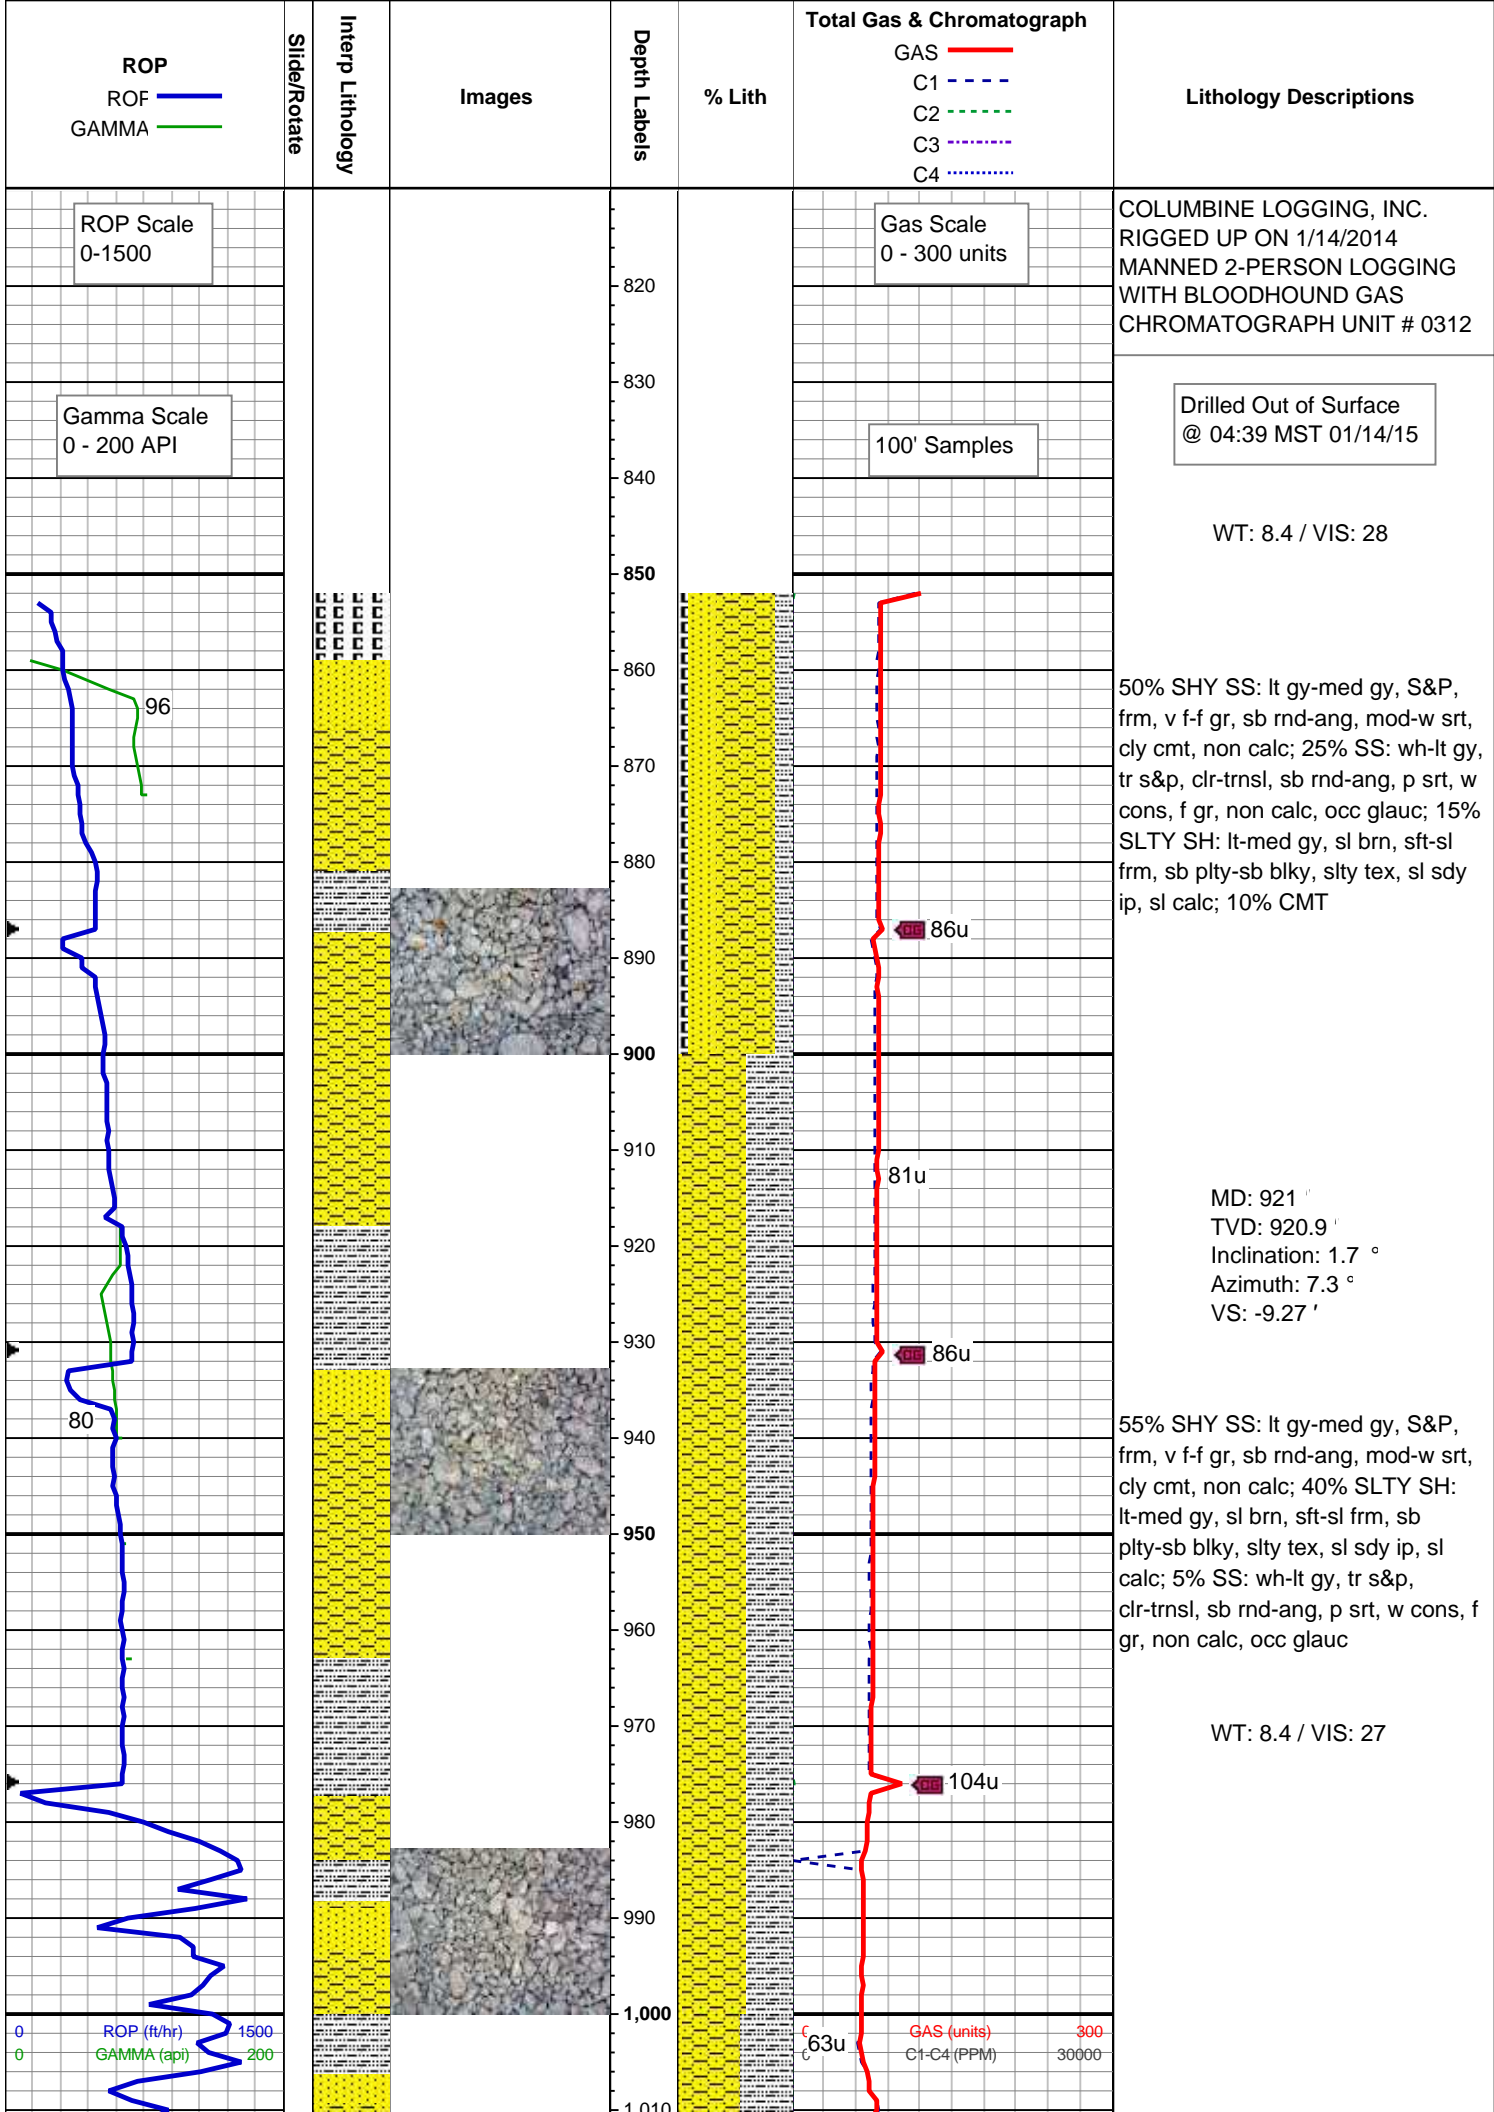 ROP
ROP
GAMMA
Slide/Rotate
Interp Lithology
Images
Depth Labels
% Lith
Total Gas & Chromatograph
GAS
C1
C2
C3
C4
Lithology Descriptions
ROP Scale
0-1500
Gamma Scale
0 - 200 API
Gas Scale
0 - 300 units
100' Samples
COLUMBINE LOGGING, INC.
RIGGED UP ON 1/14/2014
MANNED 2-PERSON LOGGING
WITH BLOODHOUND GAS
CHROMATOGRAPH UNIT # 0312
Drilled Out of Surface
@ 04:39 MST 01/14/15
WT: 8.4 / VIS: 28
820
830
840
850
860
870
880
890
900
910
920
930
940
950
960
970
980
990
1,000
1,010
96
80
CG 86u
81u
CG 86u
CG 104u
63u
50% SHY SS: lt gy-med gy, S&P,
frm, v f-f gr, sb rnd-ang, mod-w srt,
cly cmt, non calc; 25% SS: wh-lt gy,
tr s&p, clr-trnsl, sb rnd-ang, p srt, w
cons, f gr, non calc, occ glauc; 15%
SLTY SH: lt-med gy, sl brn, sft-sl
frm, sb plty-sb blky, slty tex, sl sdy
ip, sl calc; 10% CMT
MD: 921 '
TVD: 920.9 '
Inclination: 1.7 °
Azimuth: 7.3 °
VS: -9.27 '
55% SHY SS: lt gy-med gy, S&P,
frm, v f-f gr, sb rnd-ang, mod-w srt,
cly cmt, non calc; 40% SLTY SH:
lt-med gy, sl brn, sft-sl frm, sb
plty-sb blky, slty tex, sl sdy ip, sl
calc; 5% SS: wh-lt gy, tr s&p,
clr-trnsl, sb rnd-ang, p srt, w cons, f
gr, non calc, occ glauc
WT: 8.4 / VIS: 27
0 ROP (ft/hr) 1500
0 GAMMA (api) 200
0 GAS (units) 300
0 C1-C4 (PPM) 30000